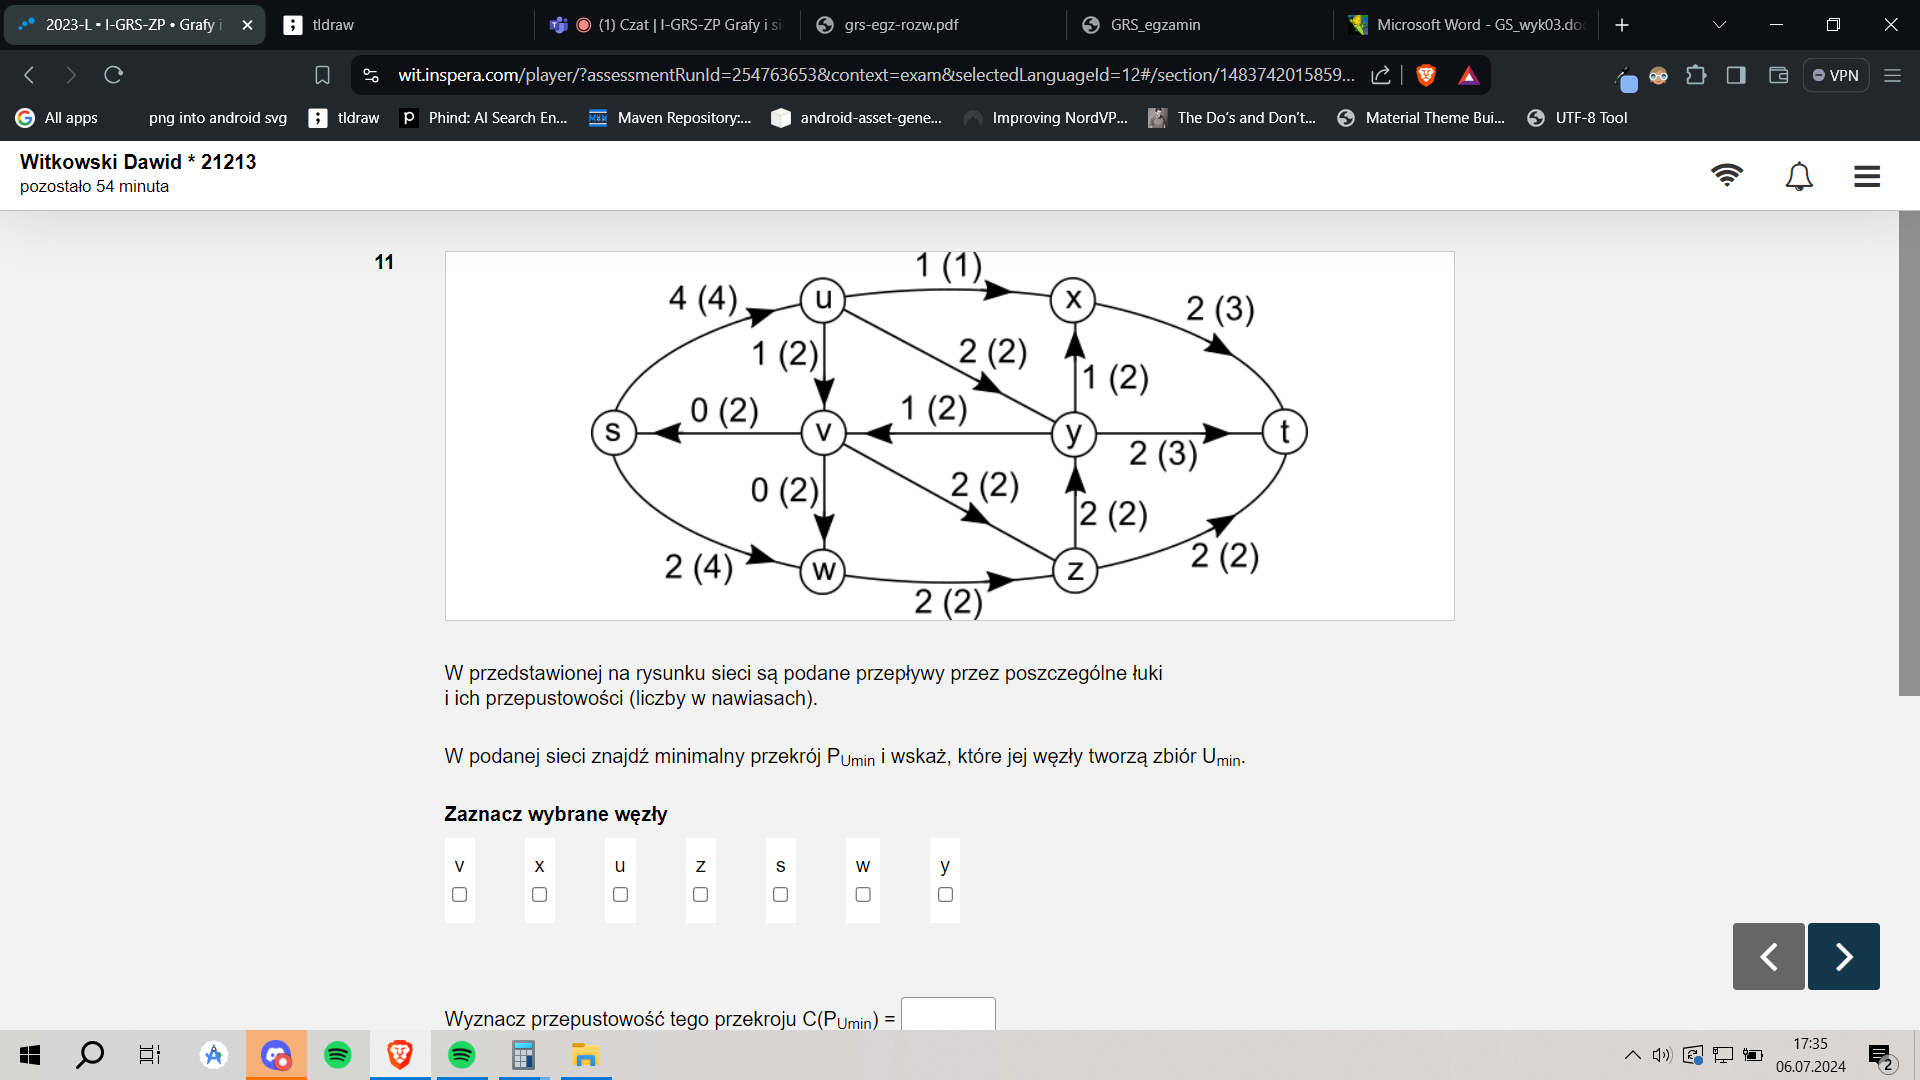 2023-L • I-GRS-ZP • Grafy i
tldraw
(1) Czat | I-GRS-ZP Grafy i si
grs-egz-rozw.pdf
GRS_egzamin
Microsoft Word - GS_wyk03.doc
wit.inspera.com/player/?assessmentRunId=254763653&context=exam&selectedLanguageId=12#/section/1483742015859...
VPN
All apps
png into android svg
tldraw
Phind: AI Search En...
Maven Repository:...
android-asset-gene...
Improving NordVP...
The Do's and Don't...
Material Theme Bui...
UTF-8 Tool
Witkowski Dawid * 21213
pozostało 54 minuta
11
1 (1)
4 (4)
u
x
2 (3)
1 (2)
2 (2)
1 (2)
0 (2)
1 (2)
s
v
y
t
2 (3)
0 (2)
2 (2)
2 (2)
2 (4)
w
z
2 (2)
2 (2)
W przedstawionej na rysunku sieci są podane przepływy przez poszczególne łuki
i ich przepustowości (liczby w nawiasach).
W podanej sieci znajdź minimalny przekrój PUmin i wskaż, które jej węzły tworzą zbiór Umin.
Zaznacz wybrane węzły
v x u z s w y
Wyznacz przepustowość tego przekroju C(PUmin) =
17:35
06.07.2024
2